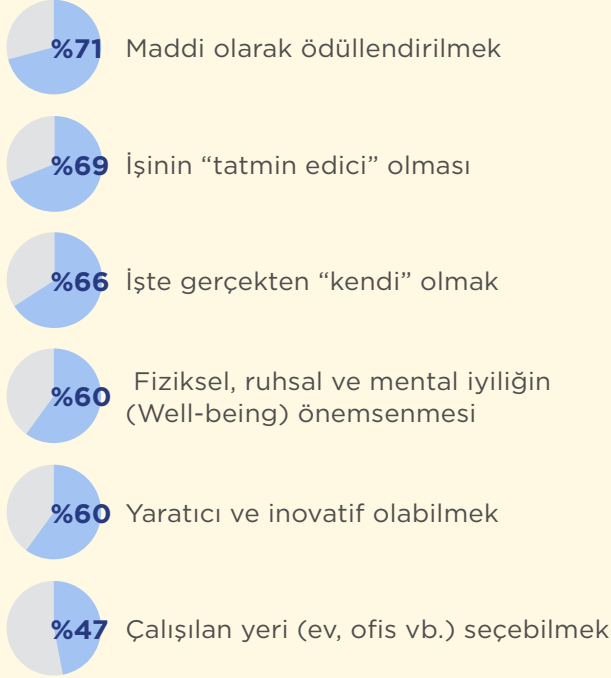 %71 Maddi olarak ödüllendirilmek
%69 İşinin “tatmin edici” olması
%66 İşte gerçekten “kendi” olmak
%60 Fiziksel, ruhsal ve mental iyiliğin
(Well-being) önemsenmesi
%60 Yaratıcı ve inovatif olabilmek
%47 Çalışılan yeri (ev, ofis vb.) seçebilmek